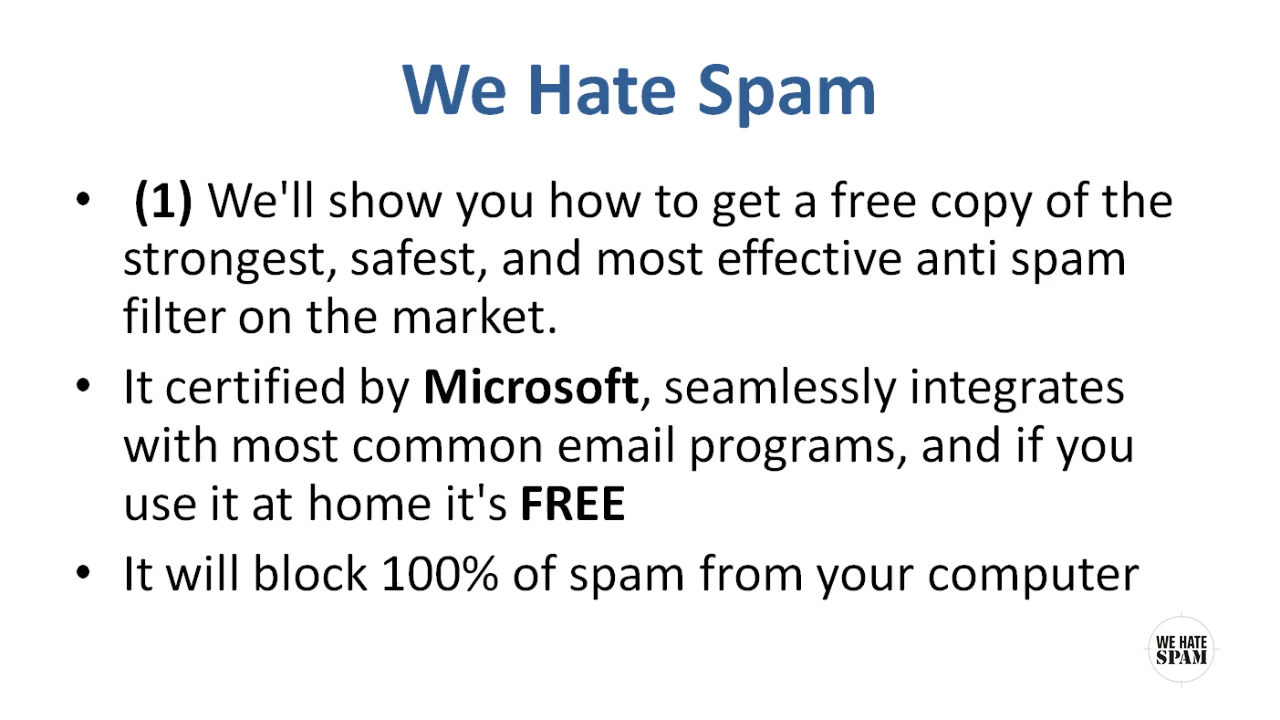 We Hate Spam
• (1) We'll show you how to get a free copy of the
strongest, safest, and most effective anti spam
filter on the market.
• It certified by Microsoft, seamlessly integrates
with most common email programs, and if you
use it at home it's FREE
• It will block 100% of spam from your computer
WE HATE
SPAM